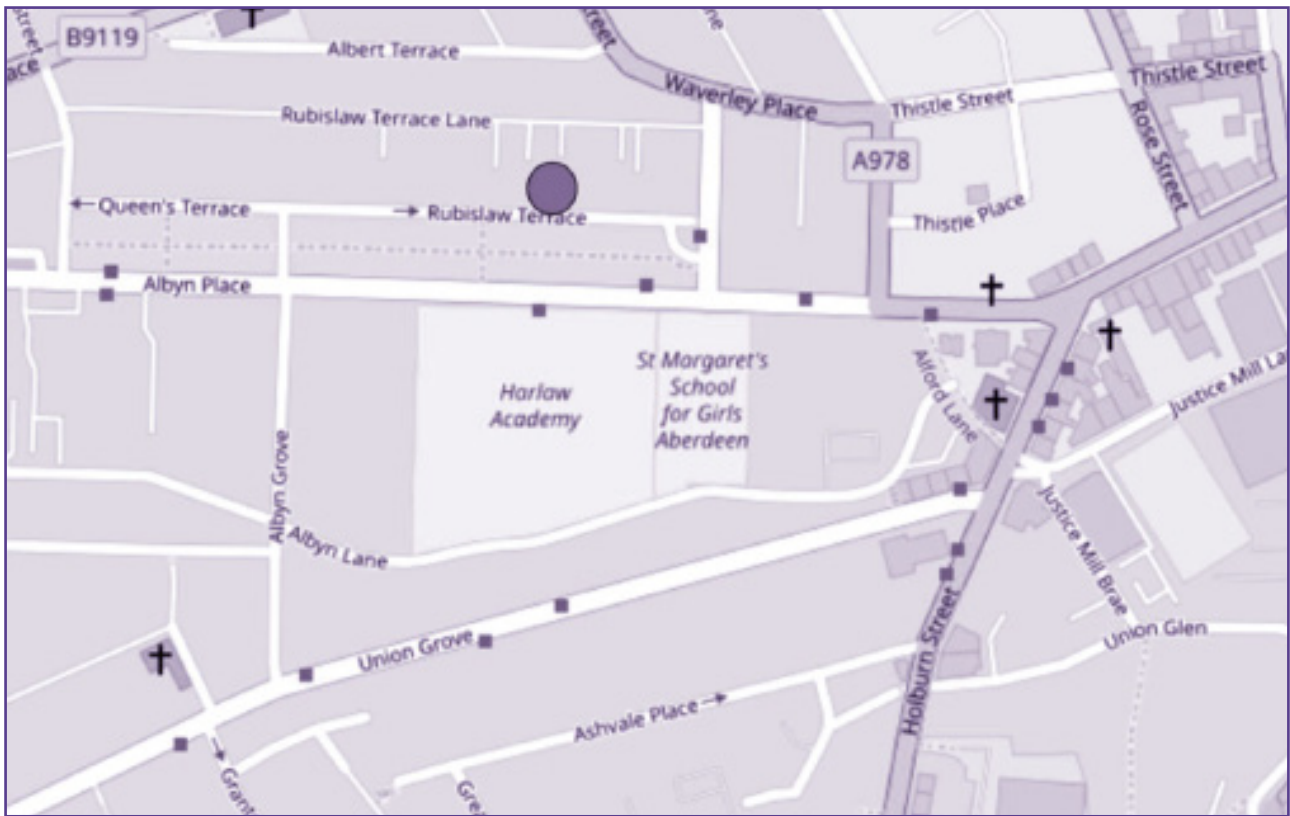 B9119
Albert Terrace
Waverley Place
Thistle Street
Thistle Street
Rubislaw Terrace Lane
Rose Street
A978
Queen's Terrace
Rubislaw Terrace
Thistle Place
Albyn Place
Harlaw
Academy
St Margaret's
School
for Girls
Aberdeen
Alford Lane
Albyn Grove
Albyn Lane
Justice Mill Brae
Union Grove
Union Glen
Holburn Street
Ashvale Place
Justice Mill